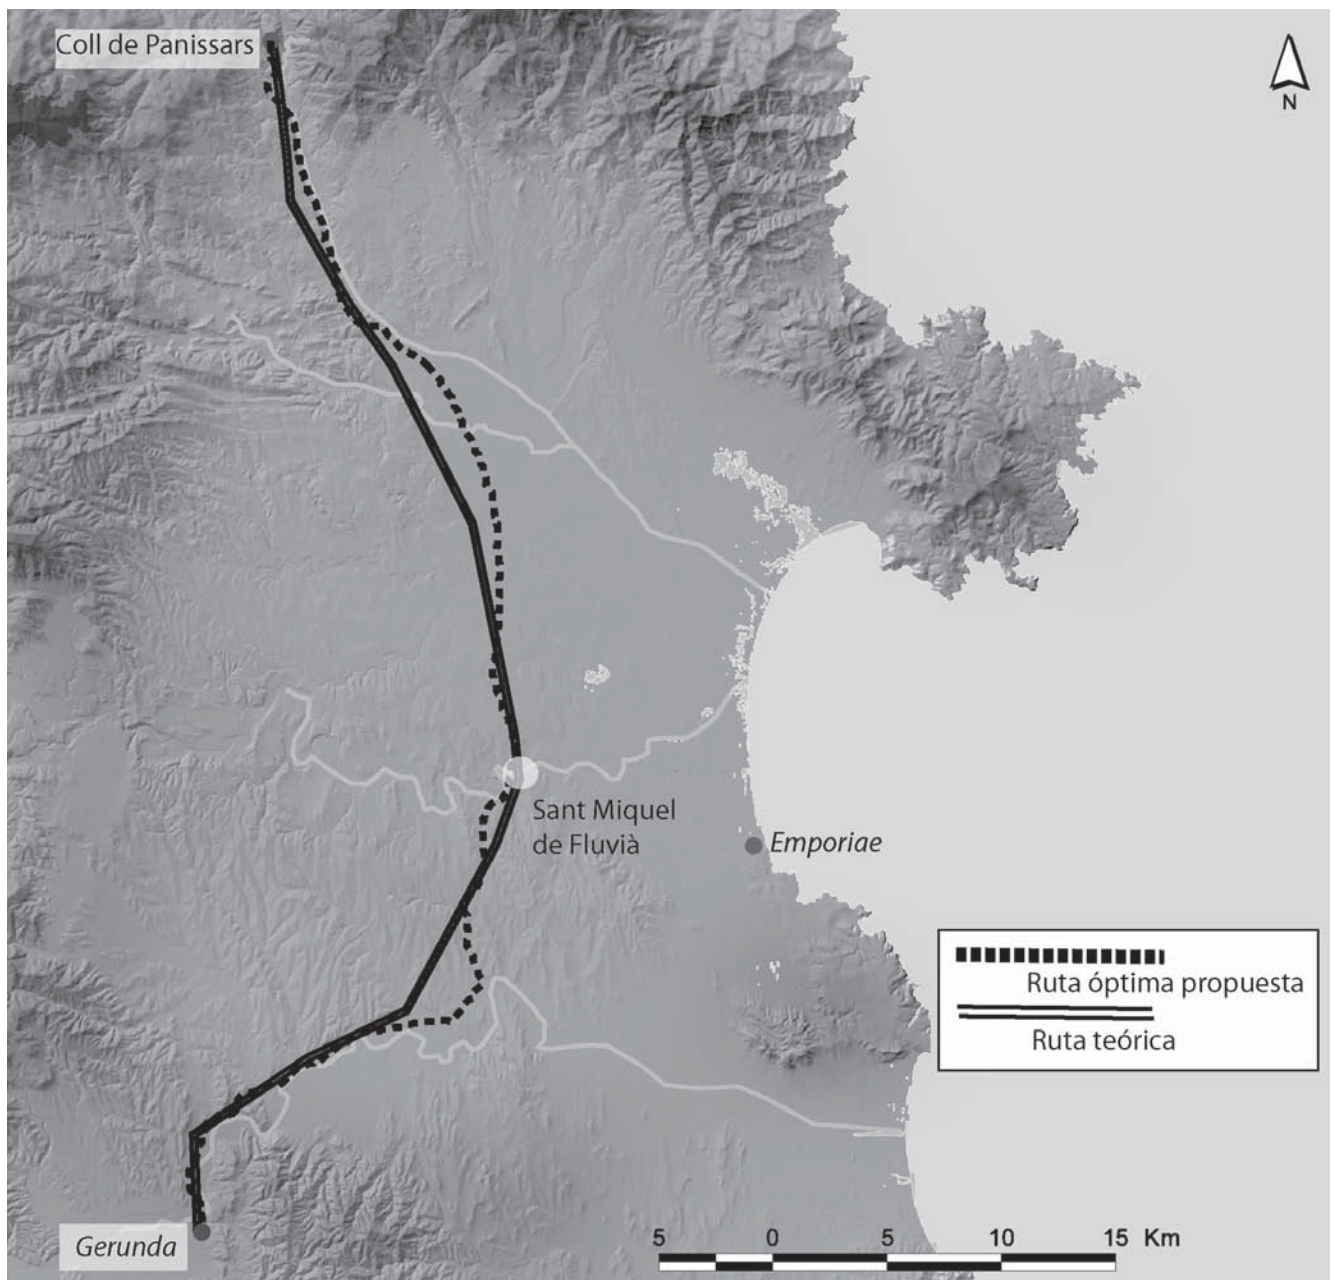 Coll de Panissars
N
Sant Miquel
de Fluvià
Emporiae
Ruta óptima propuesta
Ruta teórica
Gerunda
5 0 5 10 15 Km